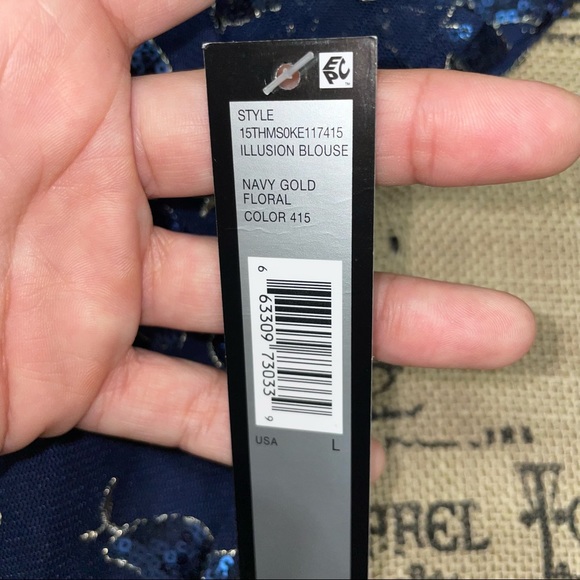 EPC
STYLE
15THMS0KE117415
ILLUSION BLOUSE
NAVY GOLD
FLORAL
COLOR 415
6 63309 73033 9
USA L